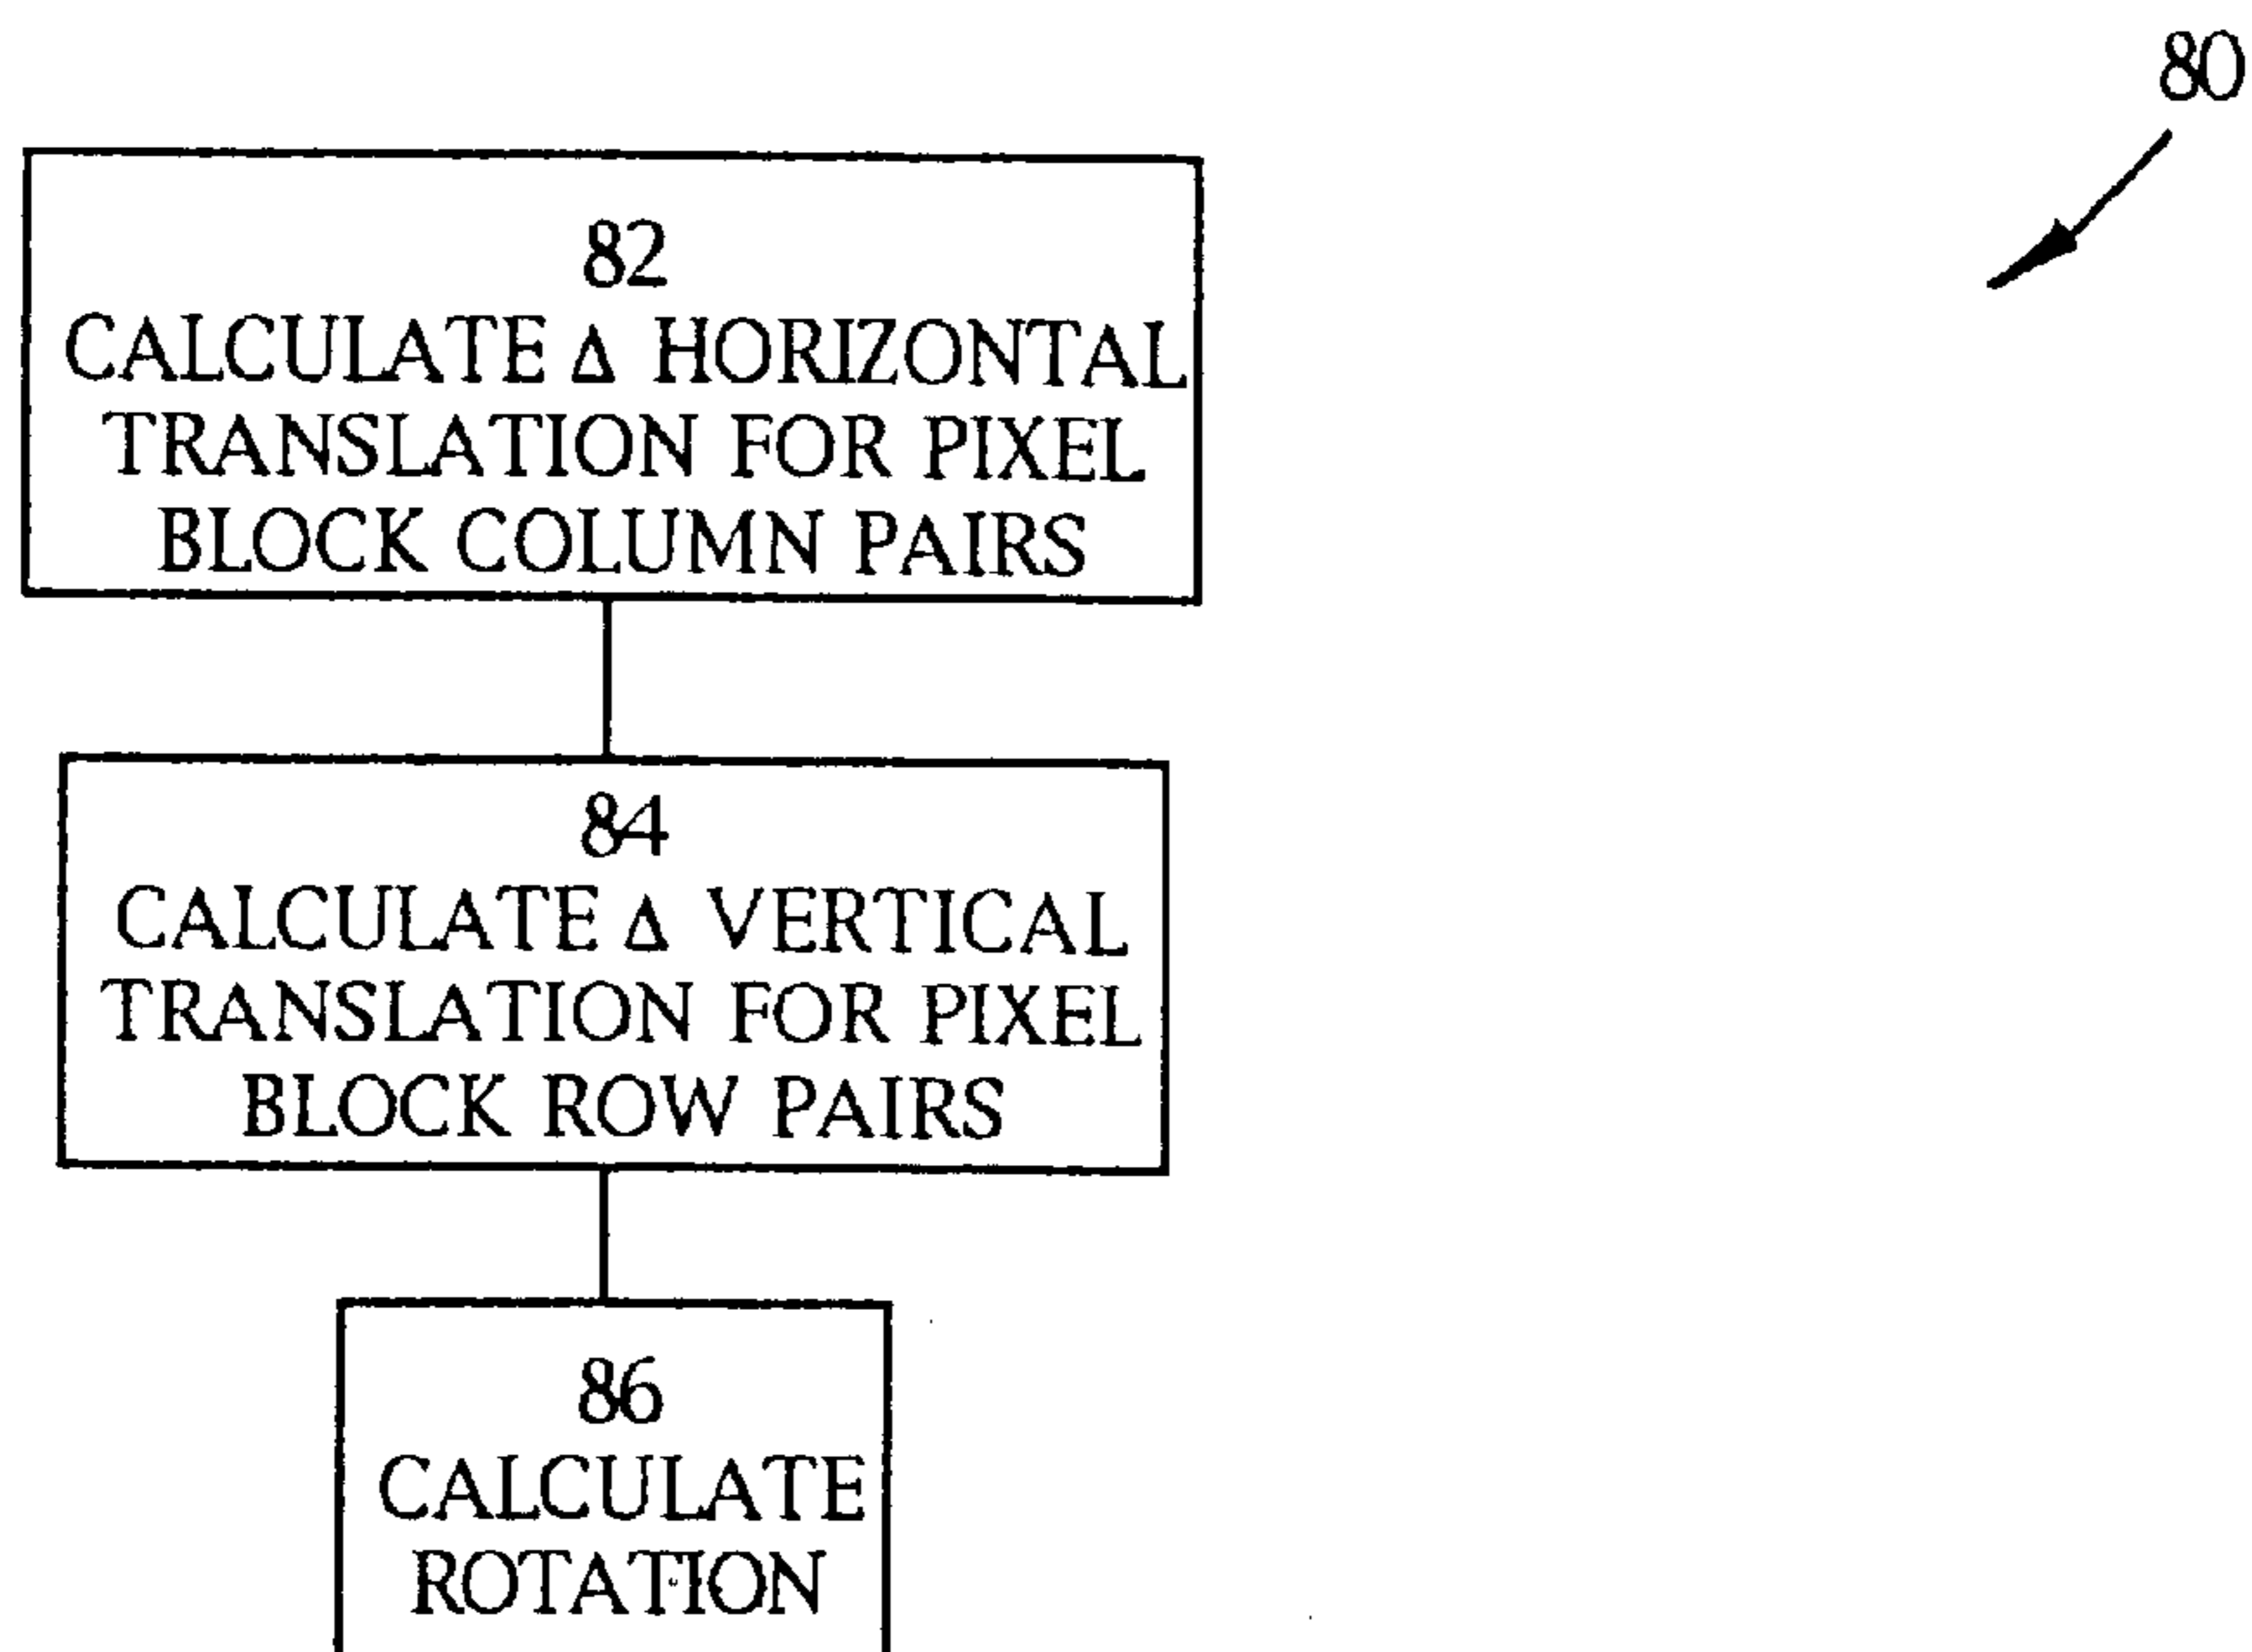 80
82
CALCULATE Δ HORIZONTAL
TRANSLATION FOR PIXEL
BLOCK COLUMN PAIRS
84
CALCULATE Δ VERTICAL
TRANSLATION FOR PIXEL
BLOCK ROW PAIRS
86
CALCULATE
ROTATION